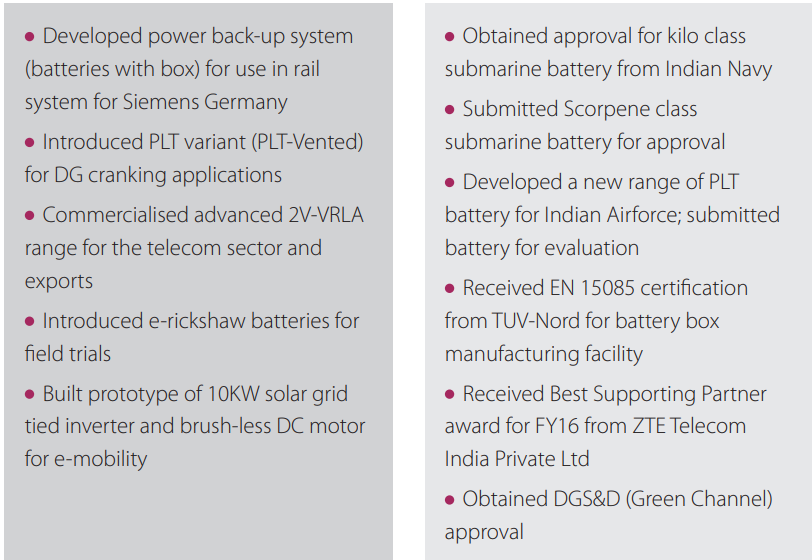 • Developed power back-up system
(batteries with box) for use in rail
system for Siemens Germany
• Introduced PLT variant (PLT-Vented)
for DG cranking applications
• Commercialised advanced 2V-VRLA
range for the telecom sector and
exports
• Introduced e-rickshaw batteries for
field trials
• Built prototype of 10KW solar grid
tied inverter and brush-less DC motor
for e-mobility
• Obtained approval for kilo class
submarine battery from Indian Navy
• Submitted Scorpene class
submarine battery for approval
• Developed a new range of PLT
battery for Indian Airforce; submitted
battery for evaluation
• Received EN 15085 certification
from TUV-Nord for battery box
manufacturing facility
• Received Best Supporting Partner
award for FY16 from ZTE Telecom
India Private Ltd
• Obtained DGS&D (Green Channel)
approval